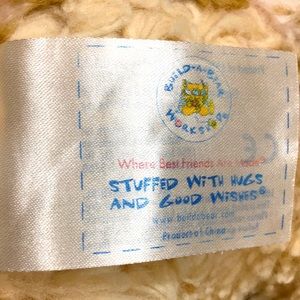 BUILD-A-BEAR
WORKSHOP®
Where Best Friends Are Made®
STUFFED WITH HUGS
AND GOOD WISHES®
www.buildabear.com
Product of China